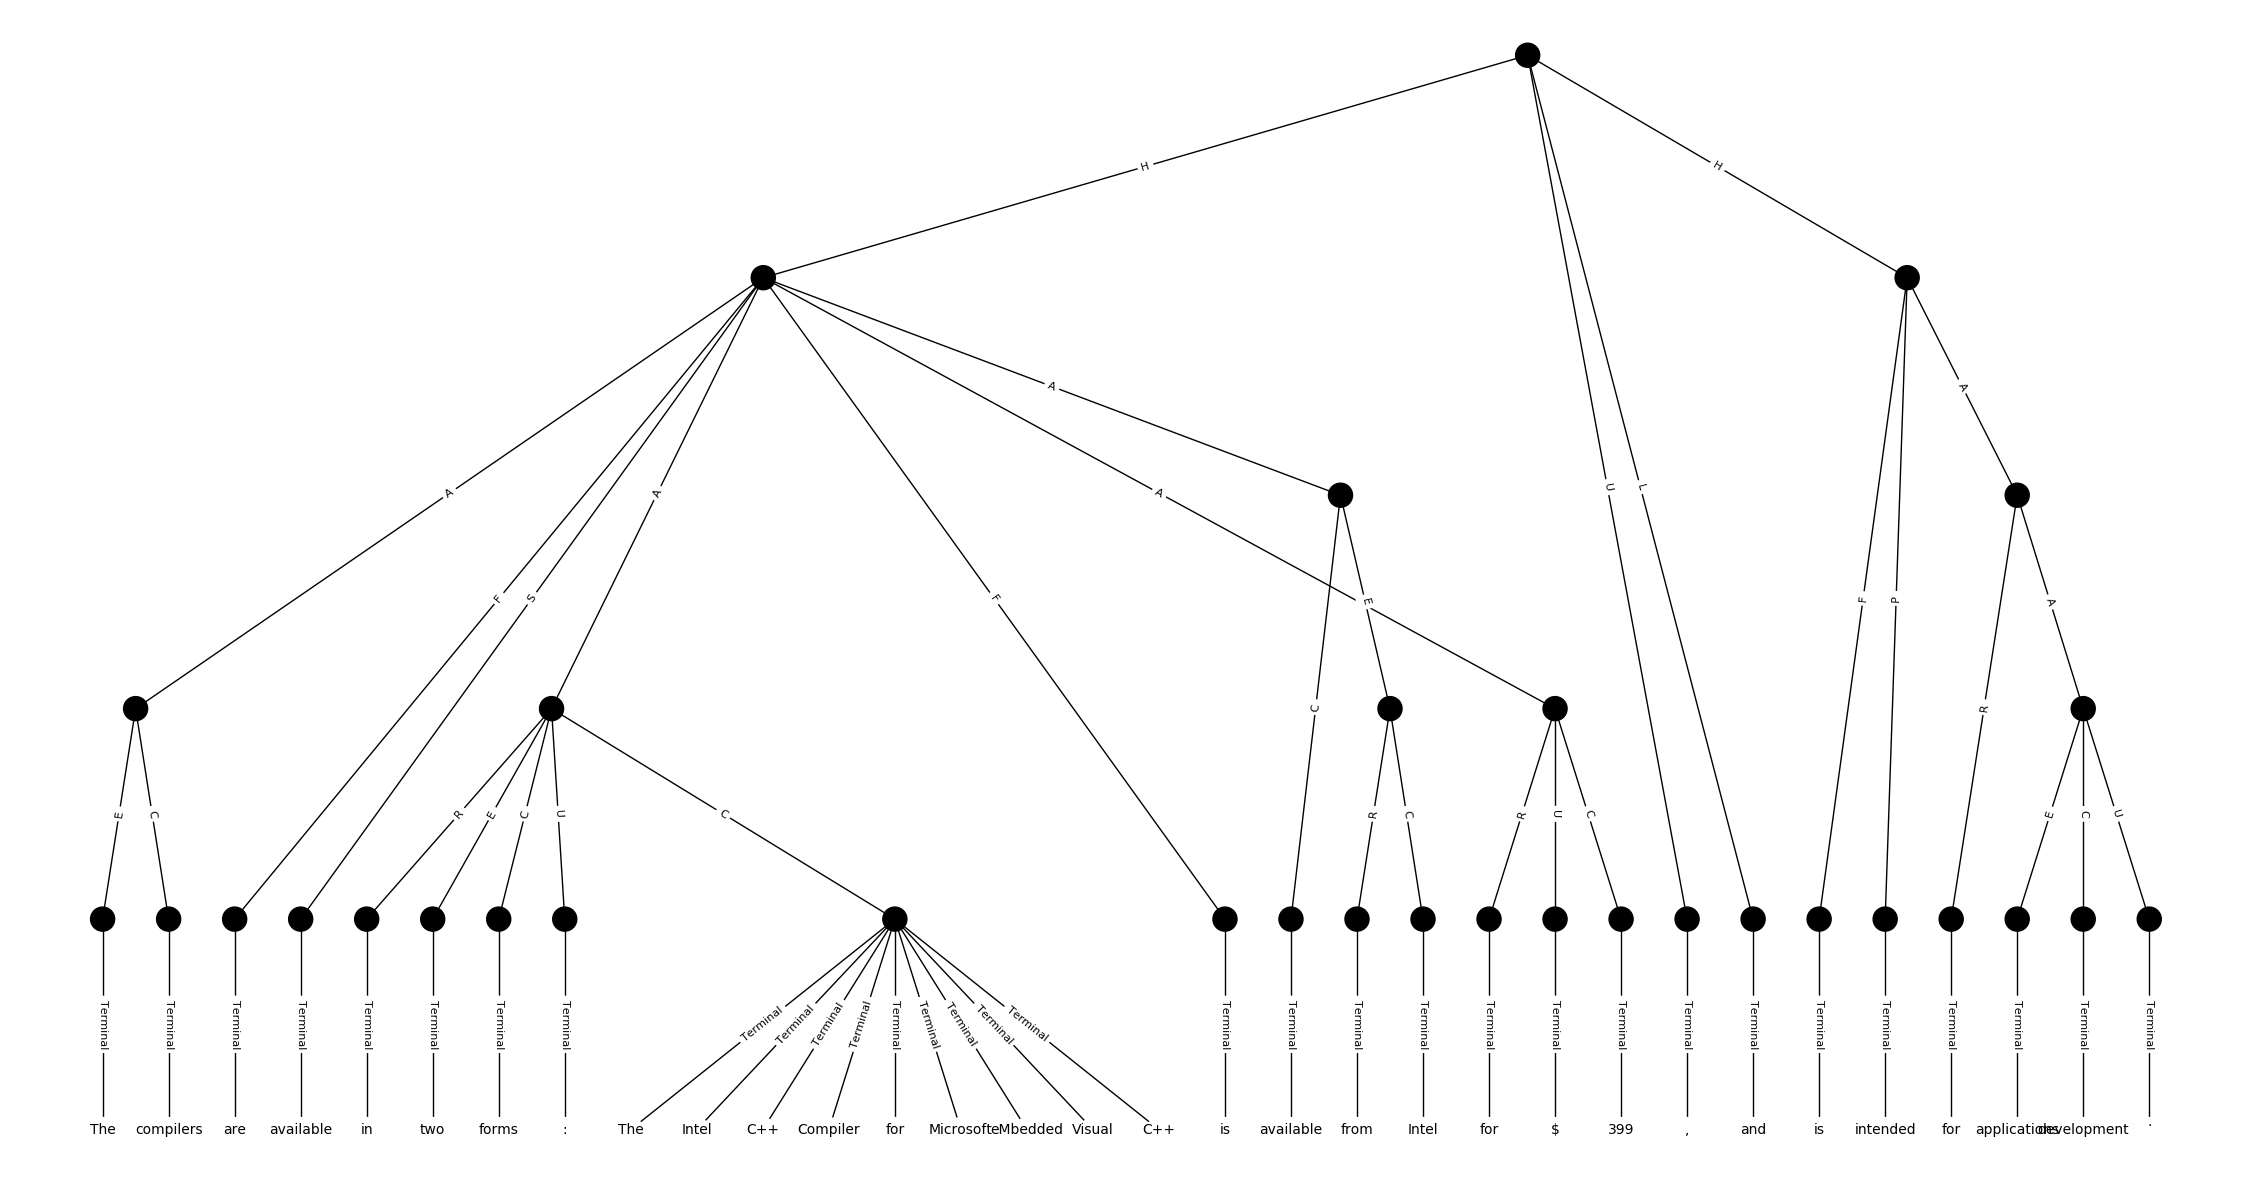 H H
A A
A F S A F A U L F P A
E
C R
E C R E C U C R C R U C E C U
Terminal Terminal Terminal Terminal Terminal Terminal Terminal Terminal Terminal Terminal Terminal Terminal Terminal Terminal Terminal Terminal Terminal Terminal Terminal Terminal Terminal Terminal Terminal Terminal Terminal Terminal Terminal Terminal Terminal Terminal Terminal Terminal
The compilers are available in two forms : The Intel C++ Compiler for Microsoft eMbedded Visual C++ is available from Intel for $ 399 , and is intended for applications development .